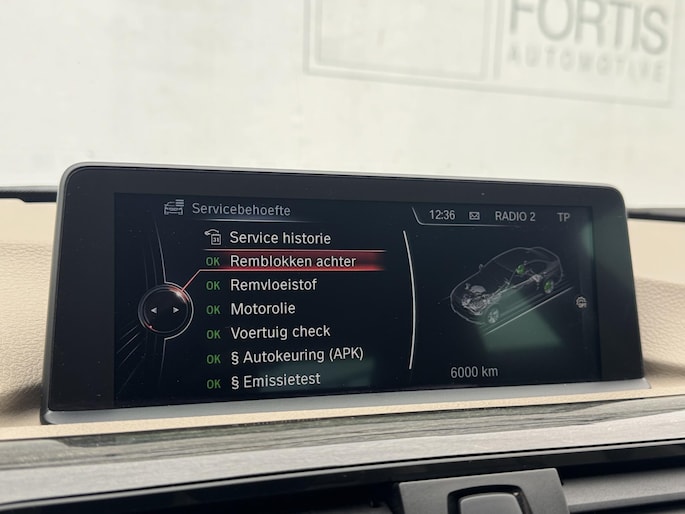 FORTIS
AUTOMOTIVE
Servicebehoefte
12:36 RADIO 2 TP
31 Service historie
OK Remblokken achter
OK Remvloeistof
OK Motorolie
OK Voertuig check
OK § Autokeuring (APK)
OK § Emissietest
6000 km